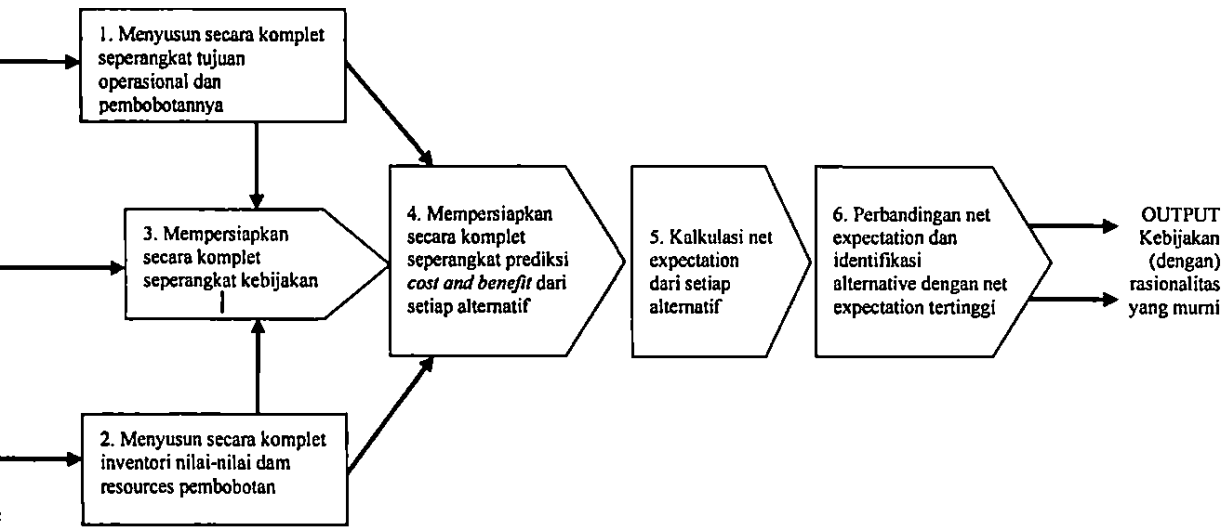 1. Menyusun secara komplet
seperangkat tujuan
operasional dan
pembobotannya
3. Mempersiapkan
secara komplet
seperangkat kebijakan
2. Menyusun secara komplet
inventori nilai-nilai dam
resources pembobotan
4. Mempersiapkan
secara komplet
seperangkat prediksi
cost and benefit dari
setiap alternatif
5. Kalkulasi net
expectation
dari setiap
alternatif
6. Perbandingan net
expectation dan
identifikasi
alternative dengan net
expectation tertinggi
OUTPUT
Kebijakan
(dengan)
rasionalitas
yang murni